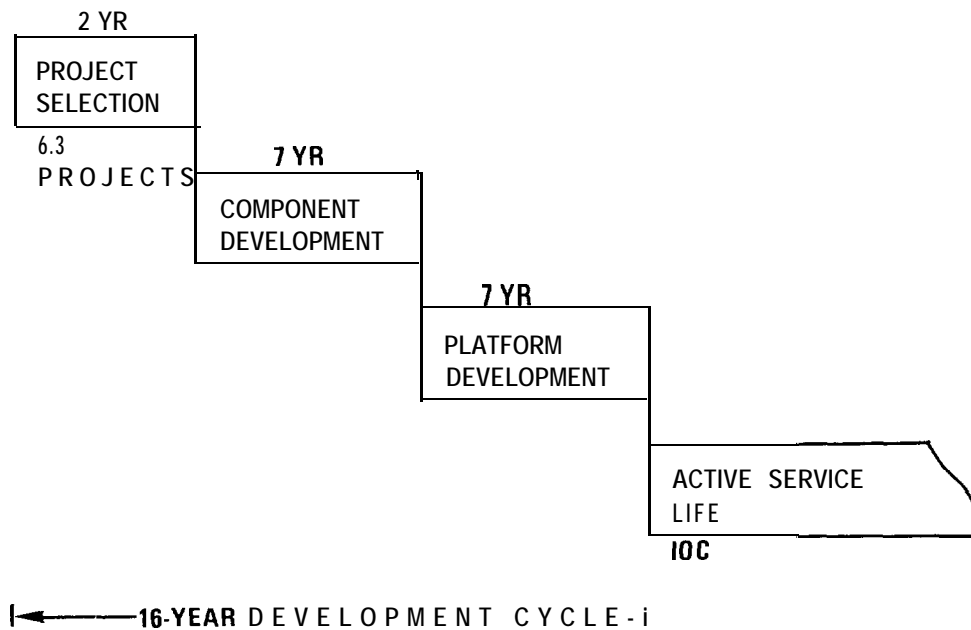 2 YR
PROJECT
SELECTION
6.3
PROJECTS
7 YR
COMPONENT
DEVELOPMENT
7 YR
PLATFORM
DEVELOPMENT
ACTIVE SERVICE
LIFE
IOC
16-YEAR DEVELOPMENT CYCLE-i